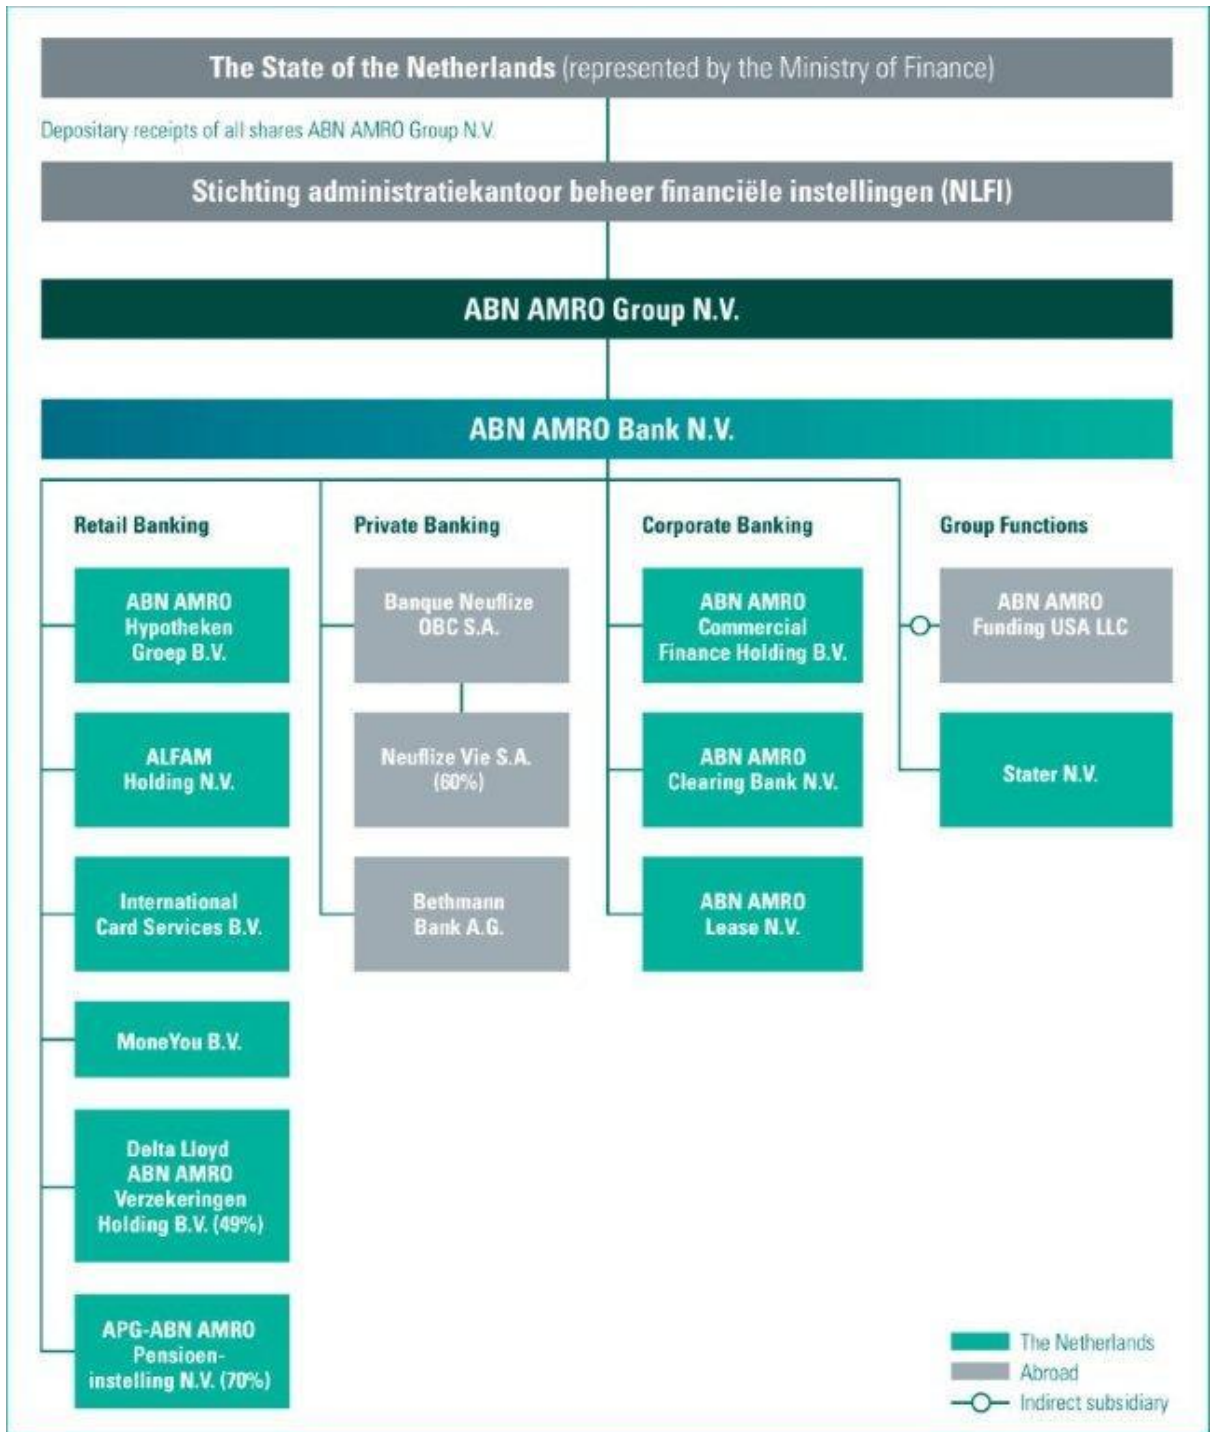 The State of the Netherlands (represented by the Ministry of Finance)
Depositary receipts of all shares ABN AMRO Group N.V.
Stichting administratiekantoor beheer financiële instellingen (NLFI)
ABN AMRO Group N.V.
ABN AMRO Bank N.V.
Retail Banking
ABN AMRO
Hypotheken
Groep B.V.
ALFAM
Holding N.V.
International
Card Services B.V.
MoneYou B.V.
Delta Lloyd
ABN AMRO
Verzekeringen
Holding B.V. (49%)
APG-ABN AMRO
Pensioen-
instelling N.V. (70%)
Private Banking
Banque Neuflize
OBC S.A.
Neuflize Vie S.A.
(60%)
Bethmann
Bank A.G.
Corporate Banking
ABN AMRO
Commercial
Finance Holding B.V.
ABN AMRO
Clearing Bank N.V.
ABN AMRO
Lease N.V.
Group Functions
ABN AMRO
Funding USA LLC
Stater N.V.
The Netherlands
Abroad
Indirect subsidiary